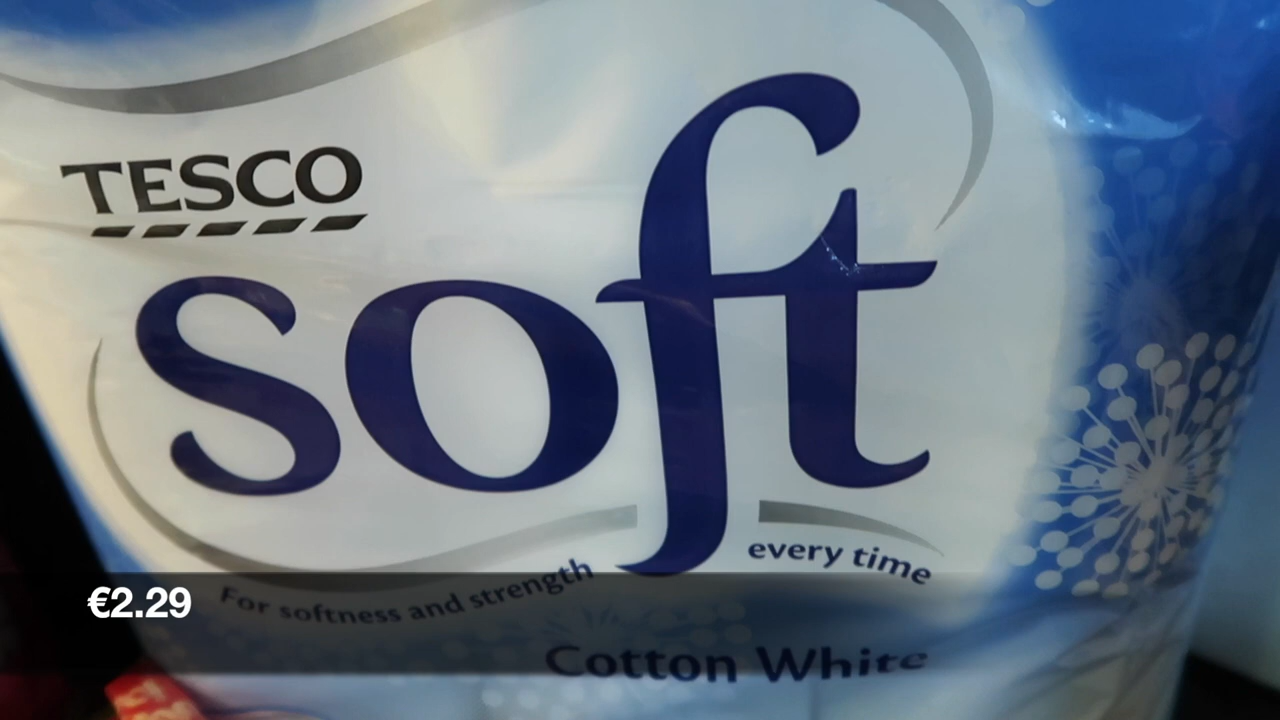 TESCO
soft
For softness and strength every time
€2.29
Cotton White